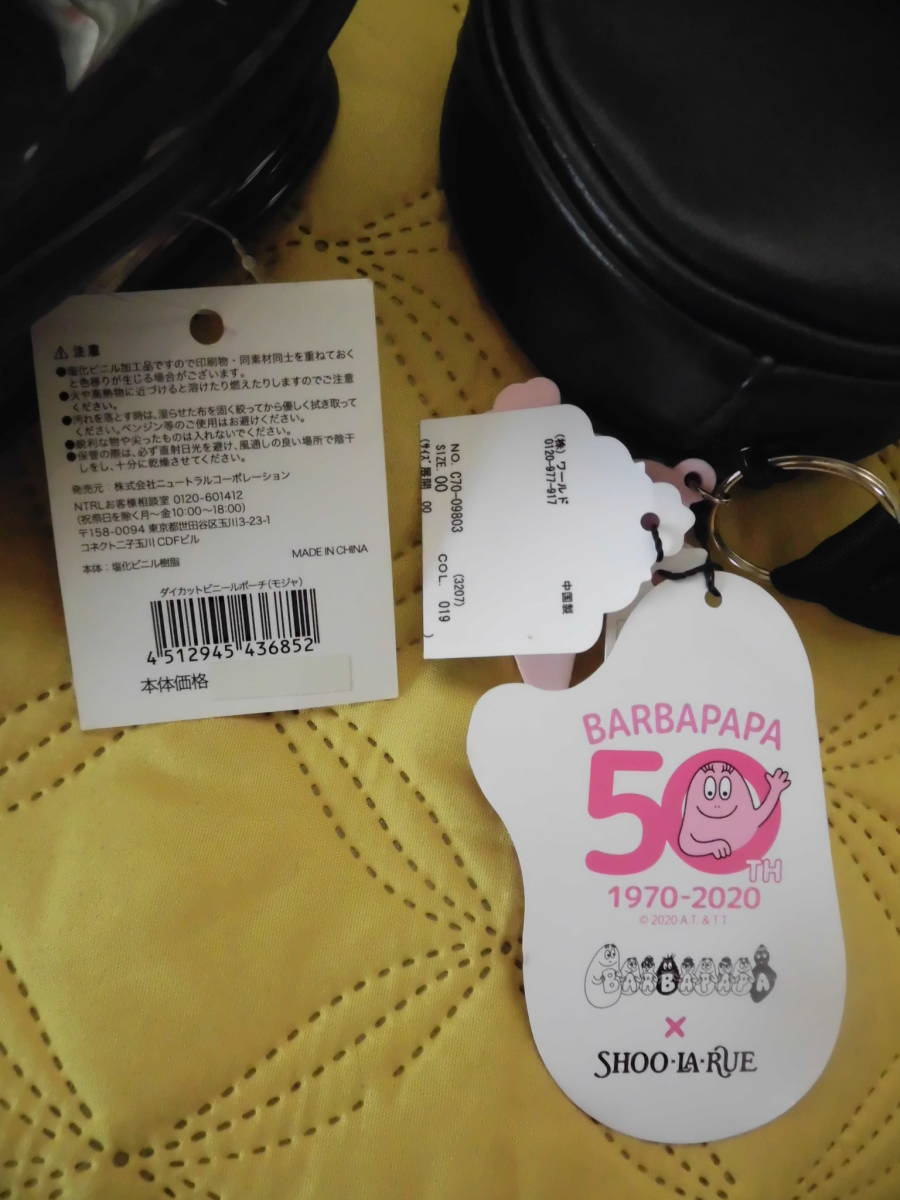 ⚠ 注意
●塩化ビニル加工品ですので印刷物・同素材同士を重ねておく
と色移りが生じる場合がございます。
●火や高熱物に近づけると溶けたり燃えたりしますのでご注意
ください。
●汚れを落とす時は、湿らせた布を固く絞ってから優しく拭き取って
ください。ベンジン等のご使用はお避けください。
●鋭利な物や尖ったものは入れないでください。
●保管の際は、必ず直射日光を避け、風通しの良い場所で陰干
しをし、十分に乾燥させてください。
発売元：株式会社ニュートラルコーポレーション
NTRLお客様相談室 0120-601412
(祝祭日を除く月〜金10:00〜18:00)
〒158-0094 東京都世田谷区玉川3-23-1
コネクト二子玉川 CDFビル
MADE IN CHINA
本体：塩化ビニル樹脂
ダイカットビニールポーチ(モジャ)
4 512945 436852
本体価格
(株) ワールド
0120-977-917
中国製
NO. C70-09803 (3207)
SIZE. 00 COL. 019
(サイズ展開 00 )
BARBAPAPA
50TH
1970-2020
© 2020 A.T. & T.T
BARBAPAPA
×
SHOO·LA·RUE